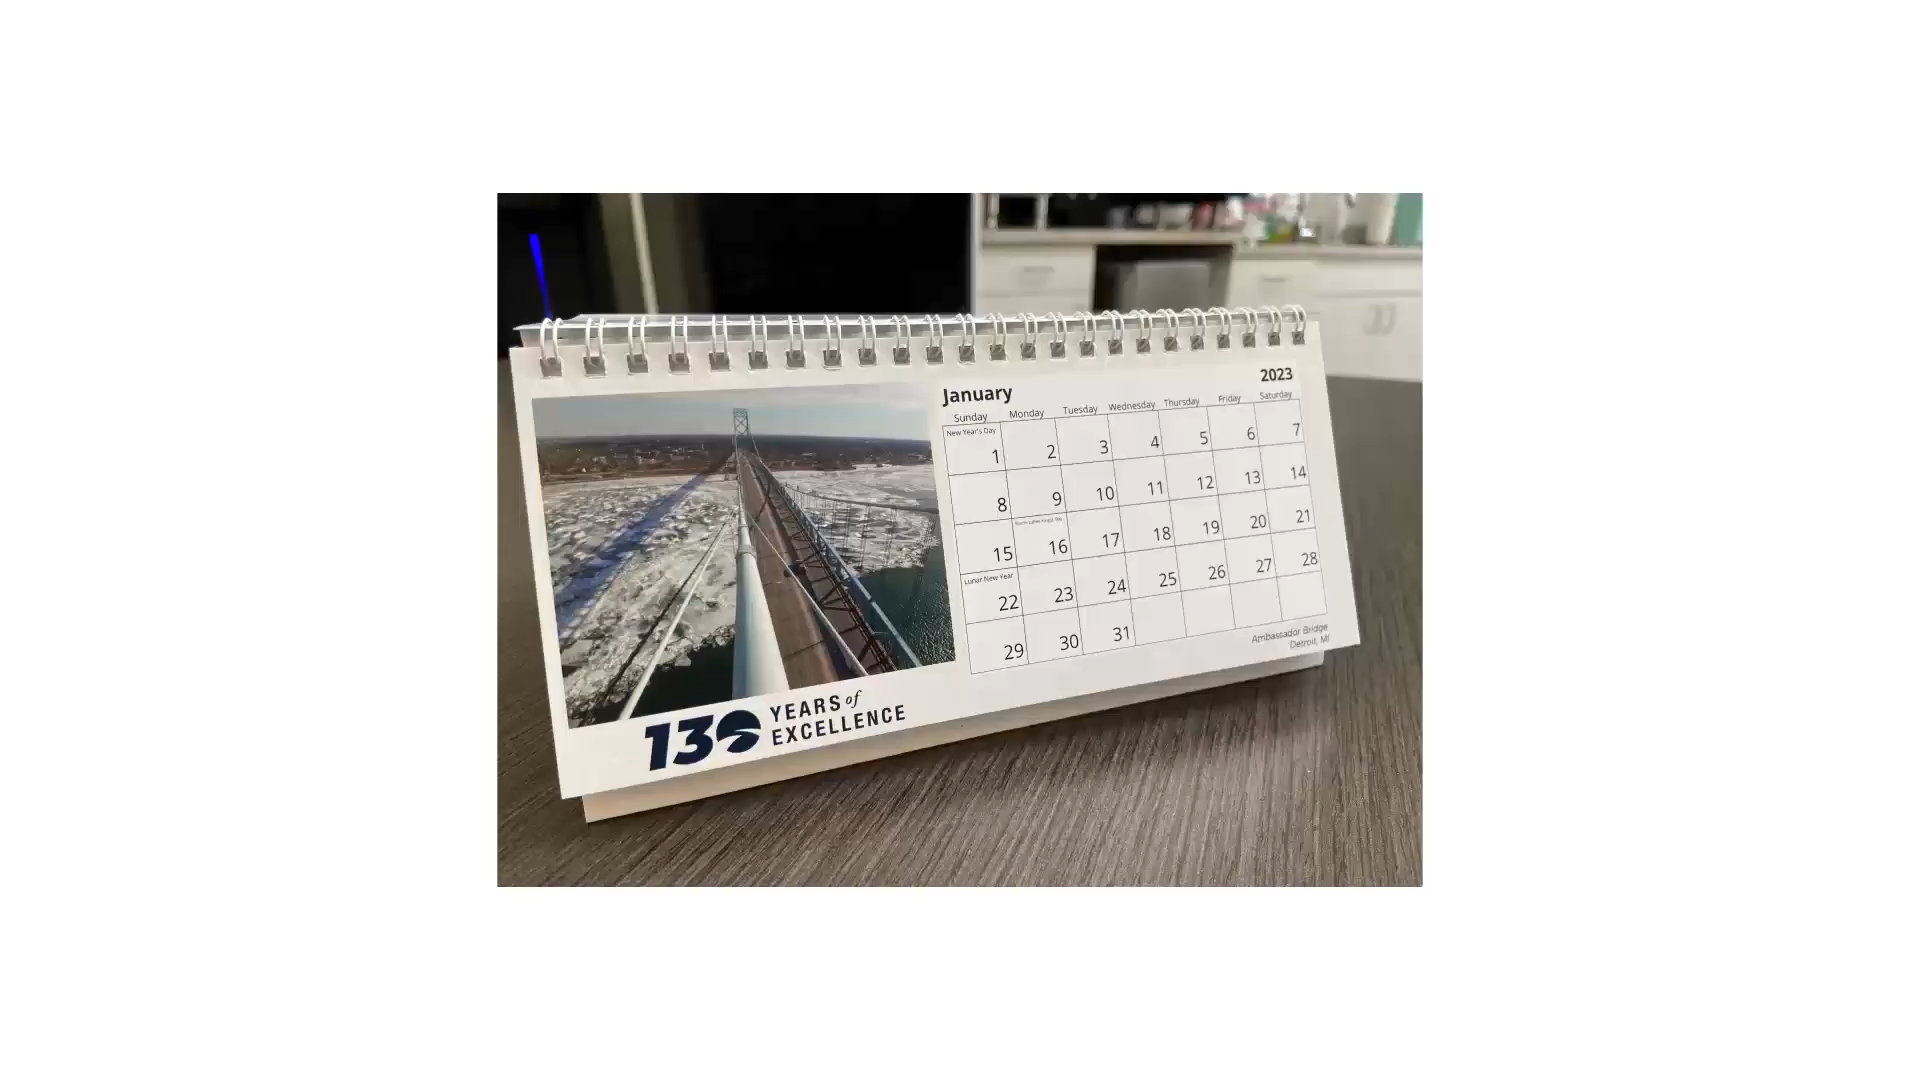 January 2023
Sunday Monday Tuesday Wednesday Thursday Friday Saturday
New Year's Day
1 2 3 4 5 6 7
8 9 10 11 12 13 14
15 16 17 18 19 20 21
Lunar New Year
22 23 24 25 26 27 28
29 30 31
Ambassador Bridge
Detroit, MI
130 YEARS of
EXCELLENCE